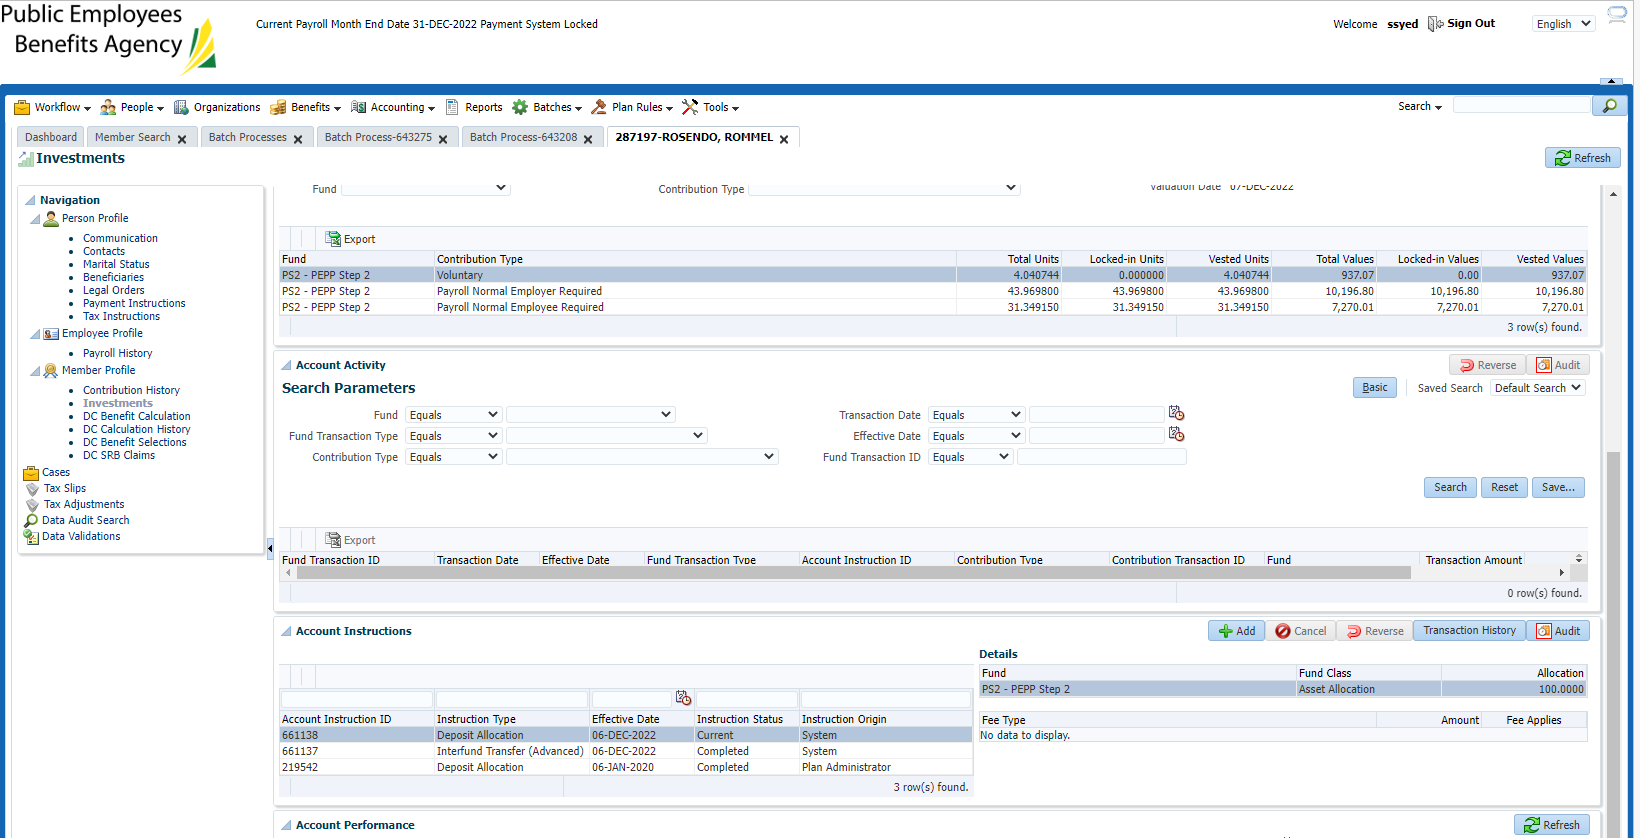 Public Employees
Benefits Agency
Current Payroll Month End Date 31-DEC-2022 Payment System Locked
Welcome ssyed Sign Out English
Workflow People Organizations Benefits Accounting Reports Batches Plan Rules Tools Search
Dashboard Member Search Batch Processes Batch Process-643275 Batch Process-643208 287197-ROSENDO, ROMMEL
Investments Refresh
Navigation
Person Profile
Communication
Contacts
Marital Status
Beneficiaries
Legal Orders
Payment Instructions
Tax Instructions
Employee Profile
Payroll History
Member Profile
Contribution History
Investments
DC Benefit Calculation
DC Calculation History
DC Benefit Selections
DC SRB Claims
Cases
Tax Slips
Tax Adjustments
Data Audit Search
Data Validations
Fund Contribution Type Valuation Date 07-DEC-2022
Export
Fund Contribution Type Total Units Locked-in Units Vested Units Total Values Locked-in Values Vested Values
PS2 - PEPP Step 2 Voluntary 4.040744 0.000000 4.040744 937.07 0.00 937.07
PS2 - PEPP Step 2 Payroll Normal Employer Required 43.969800 43.969800 43.969800 10,196.80 10,196.80 10,196.80
PS2 - PEPP Step 2 Payroll Normal Employee Required 31.349150 31.349150 31.349150 7,270.01 7,270.01 7,270.01
3 row(s) found.
Account Activity Reverse Audit
Search Parameters Basic Saved Search Default Search
Fund Equals Transaction Date Equals
Fund Transaction Type Equals Effective Date Equals
Contribution Type Equals Fund Transaction ID Equals
Search Reset Save...
Export
Fund Transaction ID Transaction Date Effective Date Fund Transaction Type Account Instruction ID Contribution Type Contribution Transaction ID Fund Transaction Amount
0 row(s) found.
Account Instructions Add Cancel Reverse Transaction History Audit
Account Instruction ID Instruction Type Effective Date Instruction Status Instruction Origin
661138 Deposit Allocation 06-DEC-2022 Current System
661137 Interfund Transfer (Advanced) 06-DEC-2022 Completed System
219542 Deposit Allocation 06-JAN-2020 Completed Plan Administrator
3 row(s) found.
Details
Fund Fund Class Allocation
PS2 - PEPP Step 2 Asset Allocation 100.0000
Fee Type Amount Fee Applies
No data to display.
Account Performance Refresh